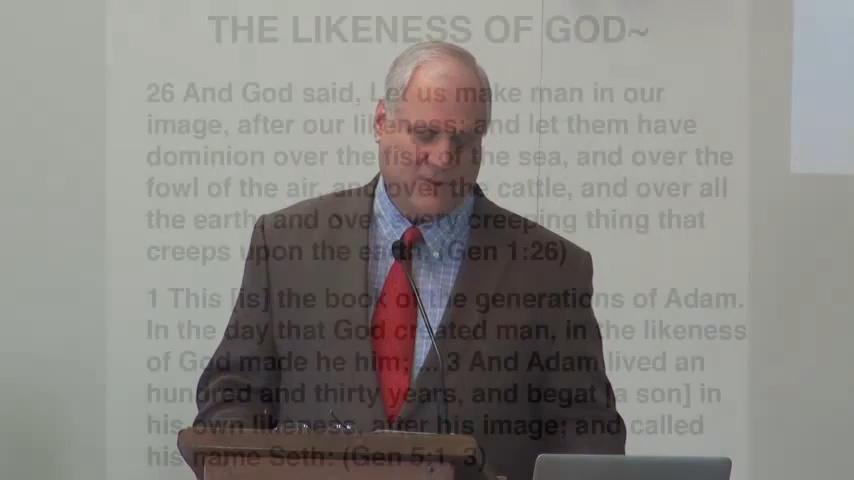 THE LIKENESS OF GOD~
26 And God said, Let us make man in our
image, after our likeness: and let them have
dominion over the fish of the sea, and over the
fowl of the air, and over the cattle, and over all
the earth, and over every creeping thing that
creeps upon the earth. (Gen 1:26)
1 This [is] the book of the generations of Adam.
In the day that God created man, in the likeness
of God made he him; ... 3 And Adam lived an
hundred and thirty years, and begat [a son] in
his own likeness, after his image; and called
his name Seth: (Gen 5:1, 3)